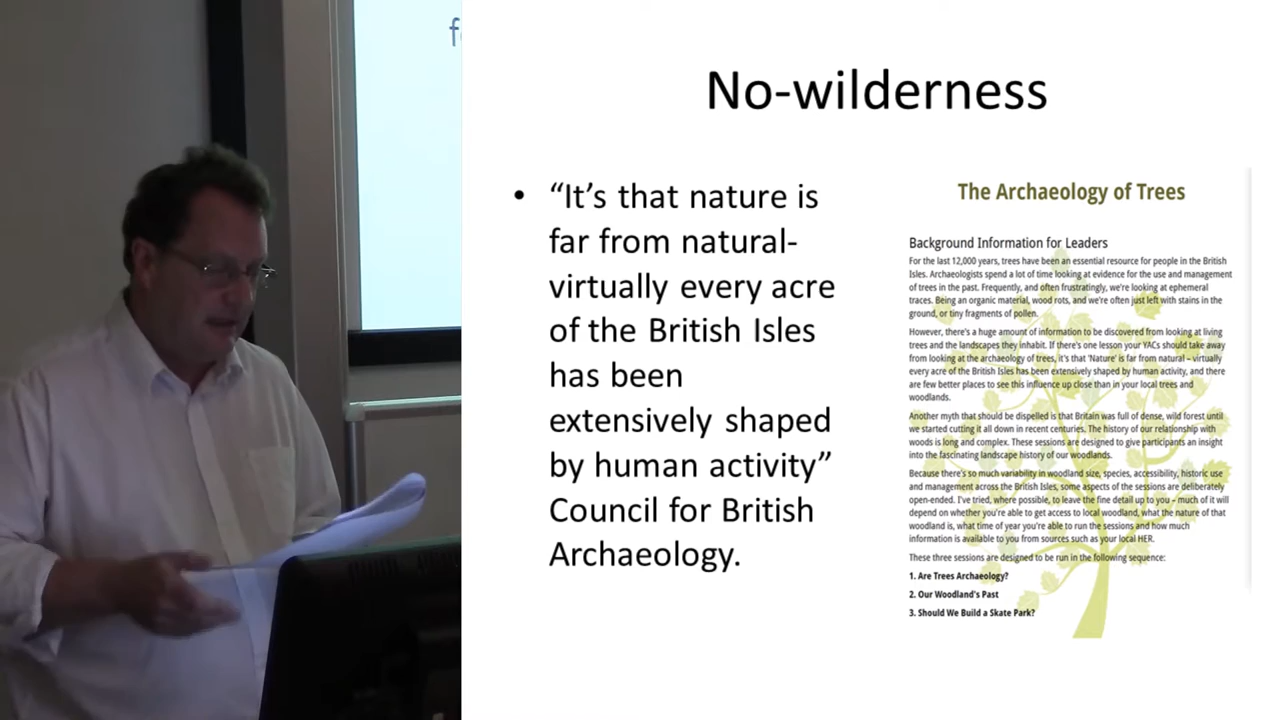 No-wilderness
• “It’s that nature is
far from natural-
virtually every acre
of the British Isles
has been
extensively shaped
by human activity”
Council for British
Archaeology.
The Archaeology of Trees
Background Information for Leaders
For the last 12,000 years, trees have been an essential resource for people in the British
Isles. Archaeologists spend a lot of time looking at evidence for the use and management
of trees in the past. Frequently, and often frustratingly, we’re looking at ephemeral
traces. Being an organic material, wood rots, and we’re often just left with stains in the
ground, or tiny fragments of pollen.
However, there’s a huge amount of information to be discovered from looking at living
trees and the landscapes they inhabit. If there’s one lesson your YACs should take away
from looking at the archaeology of trees, it’s that ‘Nature’ is far from natural – virtually
every acre of the British Isles has been extensively shaped by human activity, and there
are few better places to see this influence up close than in your local trees and
woodlands.
Another myth that should be dispelled is that Britain was full of dense, wild forest until
we started cutting it all down in recent centuries. The history of our relationship with
woods is long and complex. These sessions are designed to give participants an insight
into the fascinating landscape history of our woodlands.
Because there’s so much variability in woodland size, species, accessibility, historic use
and management across the British Isles, some aspects of the sessions are deliberately
open-ended. I’ve tried, where possible, to leave the fine detail up to you – much of it will
depend on whether you’re able to get access to local woodland, what the nature of that
woodland is, what time of year you’re able to run the sessions and how much
information is available to you from sources such as your local HER.
These three sessions are designed to be run in the following sequence:
1. Are Trees Archaeology?
2. Our Woodland's Past
3. Should We Build a Skate Park?